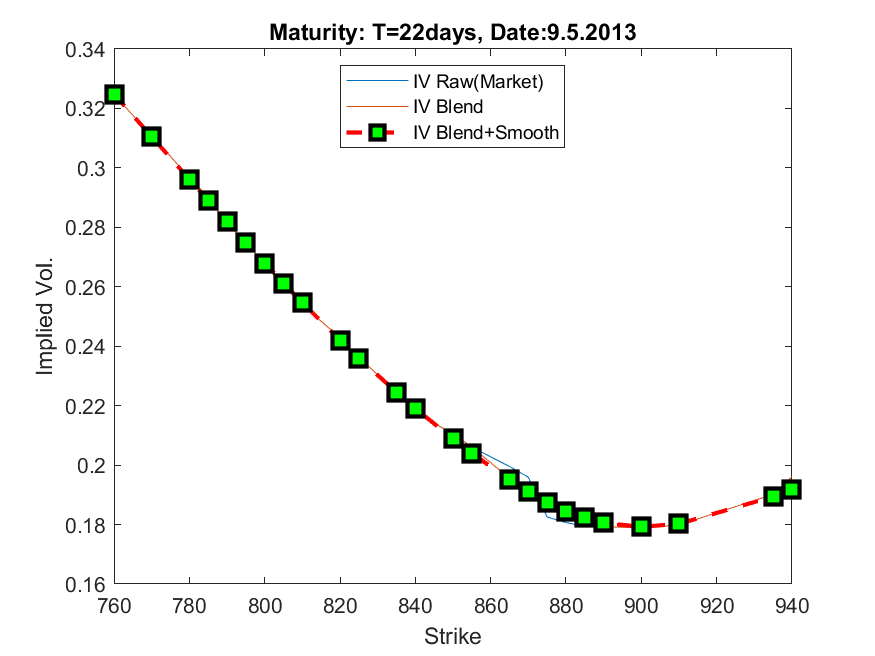 Maturity: T=22days, Date:9.5.2013
IV Raw(Market)
IV Blend
IV Blend+Smooth
Implied Vol.
0.34
0.32
0.3
0.28
0.26
0.24
0.22
0.2
0.18
0.16
760 780 800 820 840 860 880 900 920 940
Strike